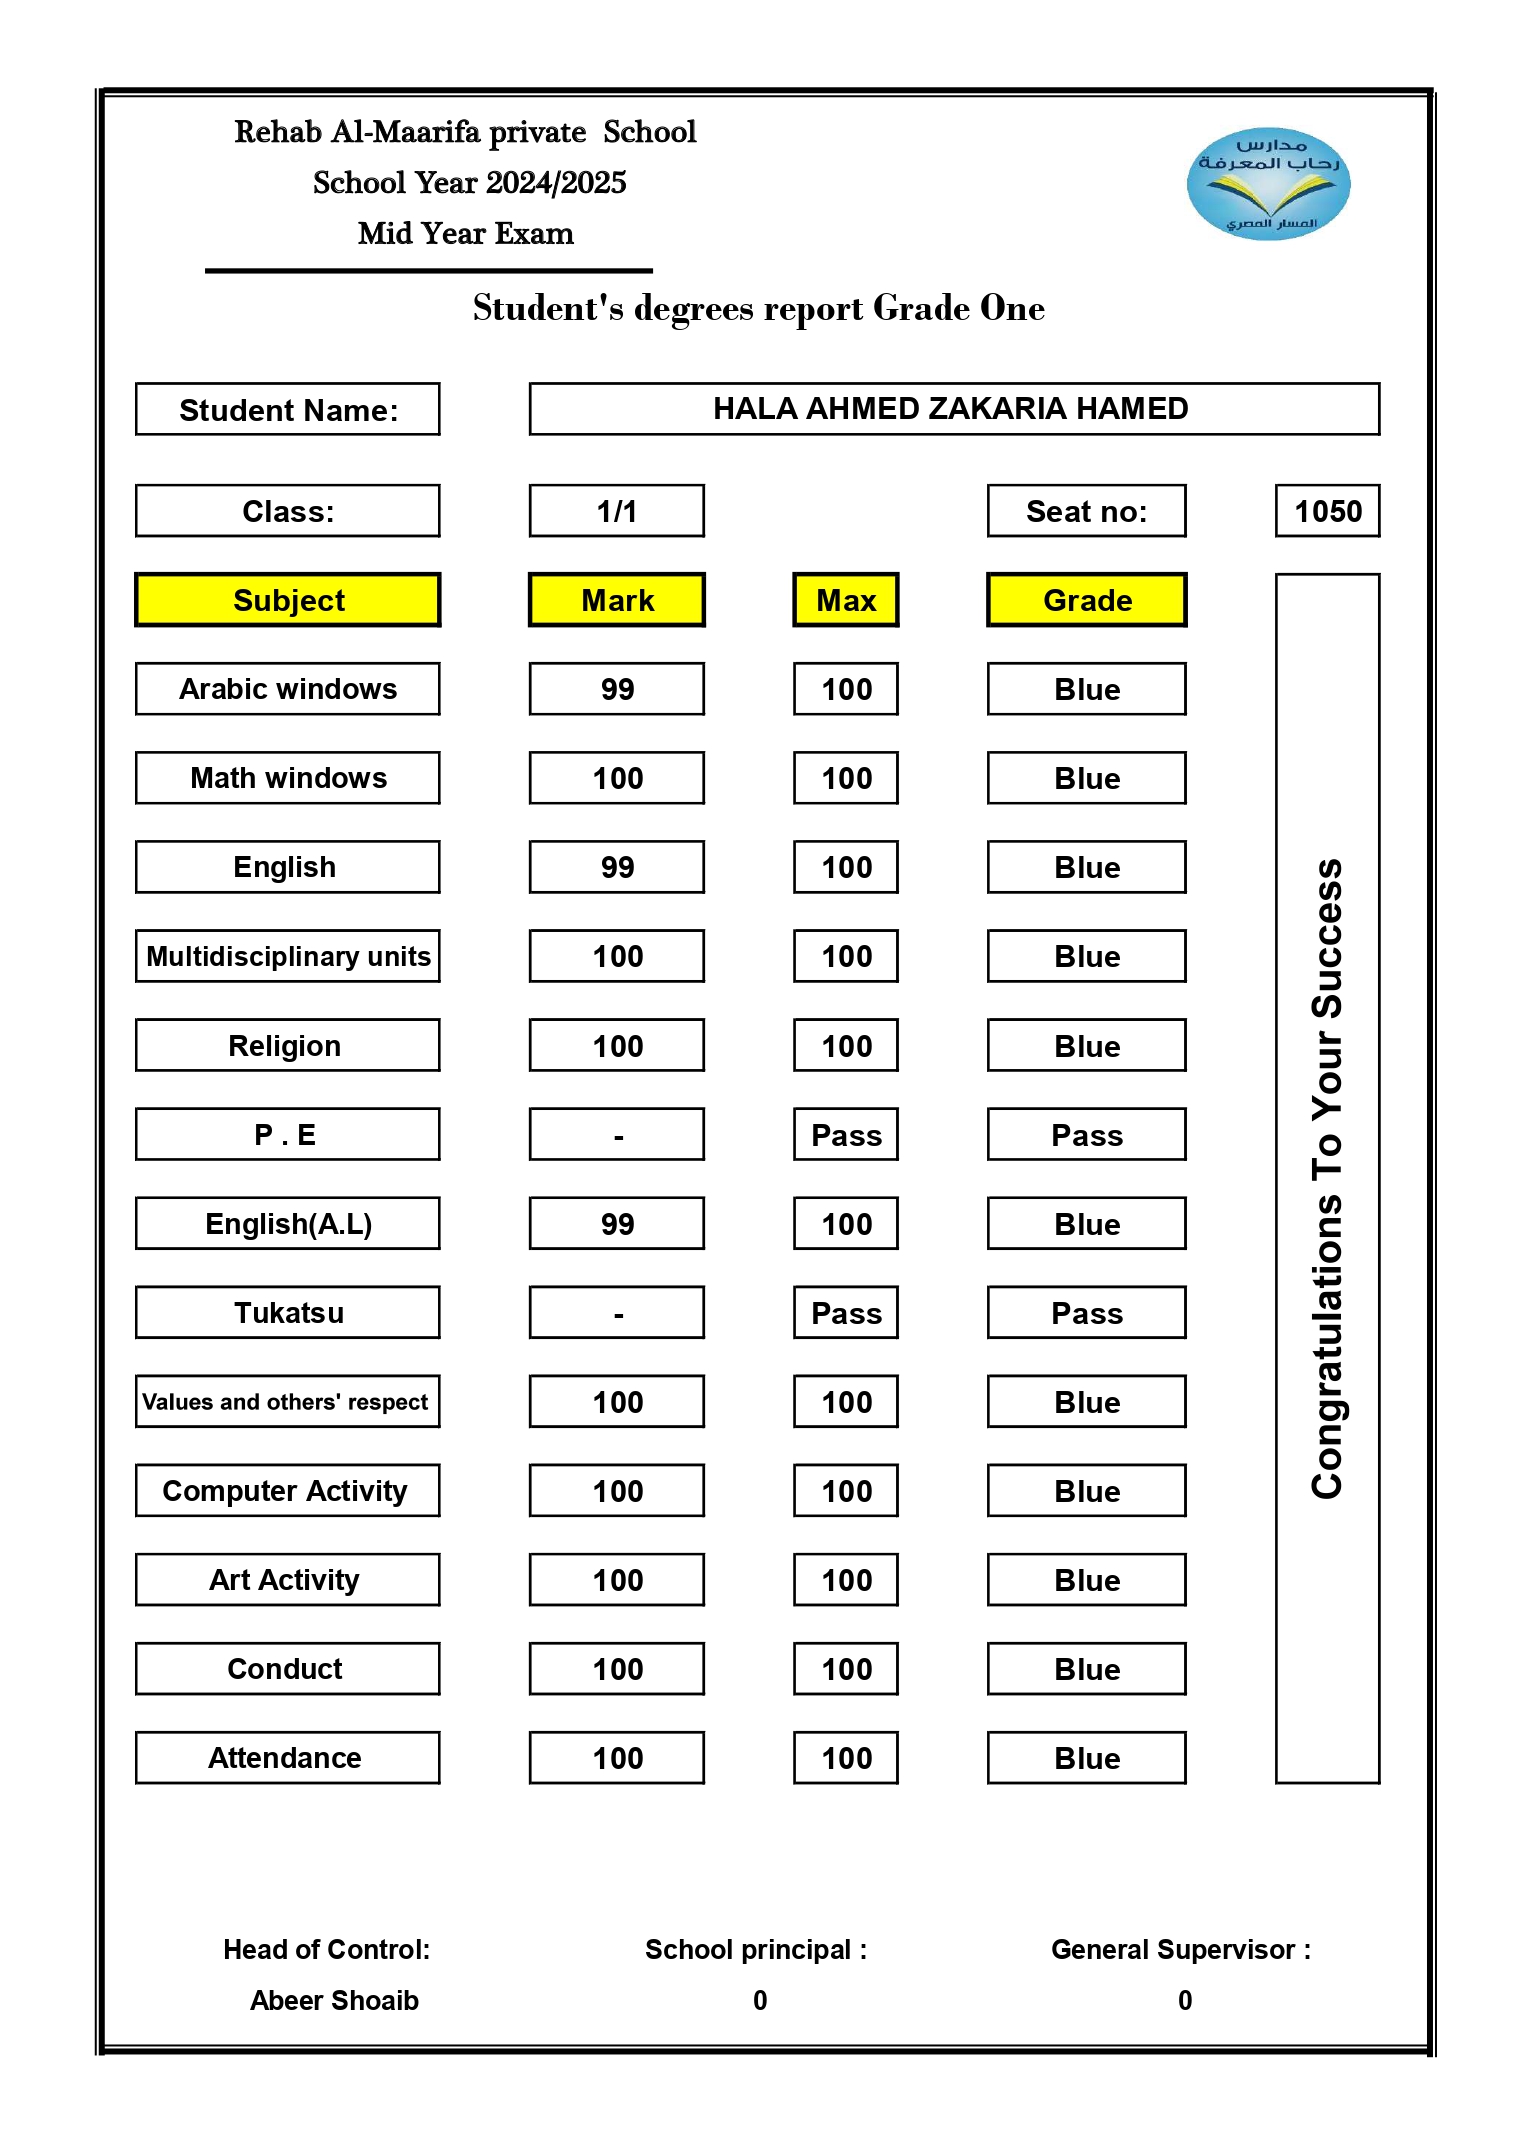 Rehab Al-Maarifa private School
School Year 2024/2025
Mid Year Exam
مدارس
رحاب المعرفة
المسار المصري
Student's degrees report Grade One
Student Name: HALA AHMED ZAKARIA HAMED
Class: 1/1 Seat no: 1050
Subject Mark Max Grade
Arabic windows 99 100 Blue
Math windows 100 100 Blue
English 99 100 Blue
Multidisciplinary units 100 100 Blue
Religion 100 100 Blue
P . E - Pass Pass
English(A.L) 99 100 Blue
Tukatsu - Pass Pass
Values and others' respect 100 100 Blue
Computer Activity 100 100 Blue
Art Activity 100 100 Blue
Conduct 100 100 Blue
Attendance 100 100 Blue
Congratulations To Your Success
Head of Control: School principal : General Supervisor :
Abeer Shoaib 0 0